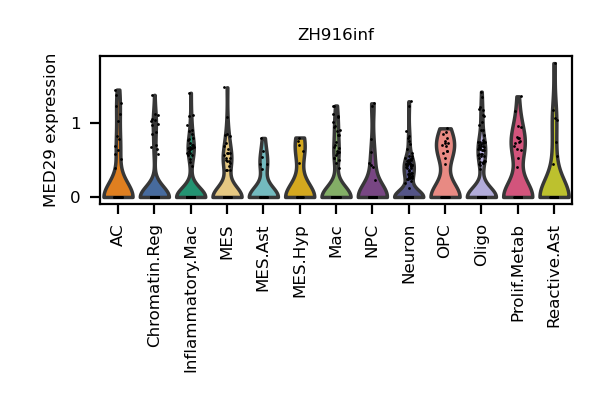 ZH916inf
MED29 expression
1
0
AC
Chromatin.Reg
Inflammatory.Mac
MES
MES.Ast
MES.Hyp
Mac
NPC
Neuron
OPC
Oligo
Prolif.Metab
Reactive.Ast